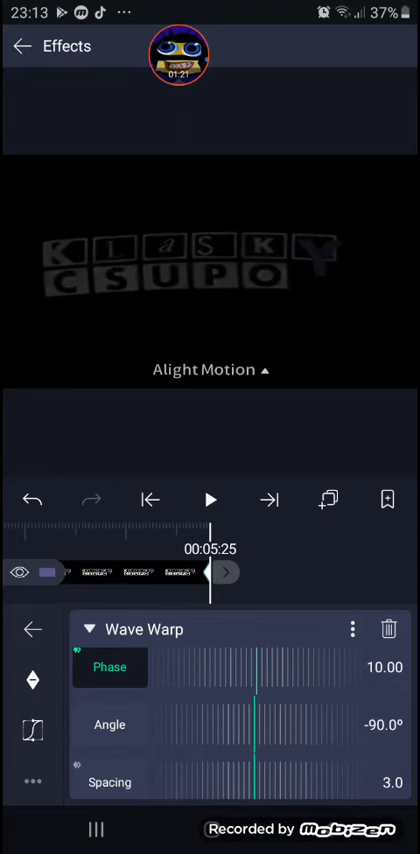 23:13 37%
Effects
01:21
KLaSKY
CSUPO
Alight Motion
00:05:25
Wave Warp
Phase 10.00
Angle -90.0º
Spacing 3.0
Recorded by Mobizen